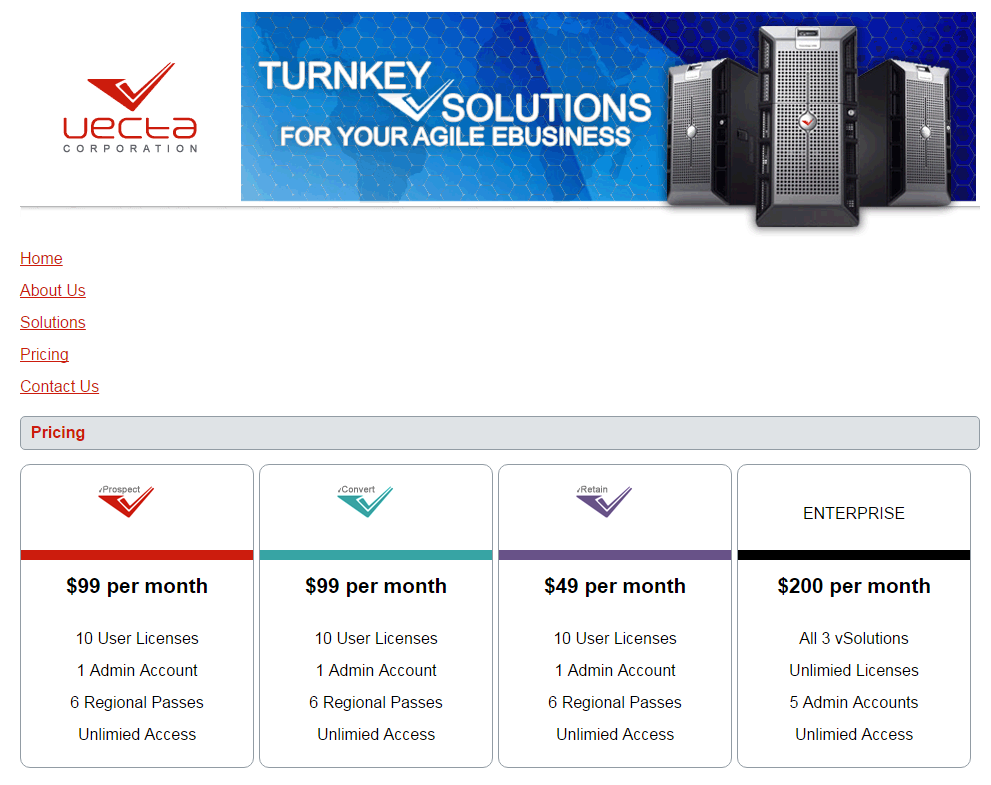 vecta
CORPORATION
TURNKEY
SOLUTIONS
FOR YOUR AGILE EBUSINESS
Home
About Us
Solutions
Pricing
Contact Us
Pricing
√Prospect
√Convert
√Retain
ENTERPRISE
$99 per month
$99 per month
$49 per month
$200 per month
10 User Licenses
10 User Licenses
10 User Licenses
All 3 vSolutions
1 Admin Account
1 Admin Account
1 Admin Account
Unlimied Licenses
6 Regional Passes
6 Regional Passes
6 Regional Passes
5 Admin Accounts
Unlimied Access
Unlimied Access
Unlimied Access
Unlimied Access